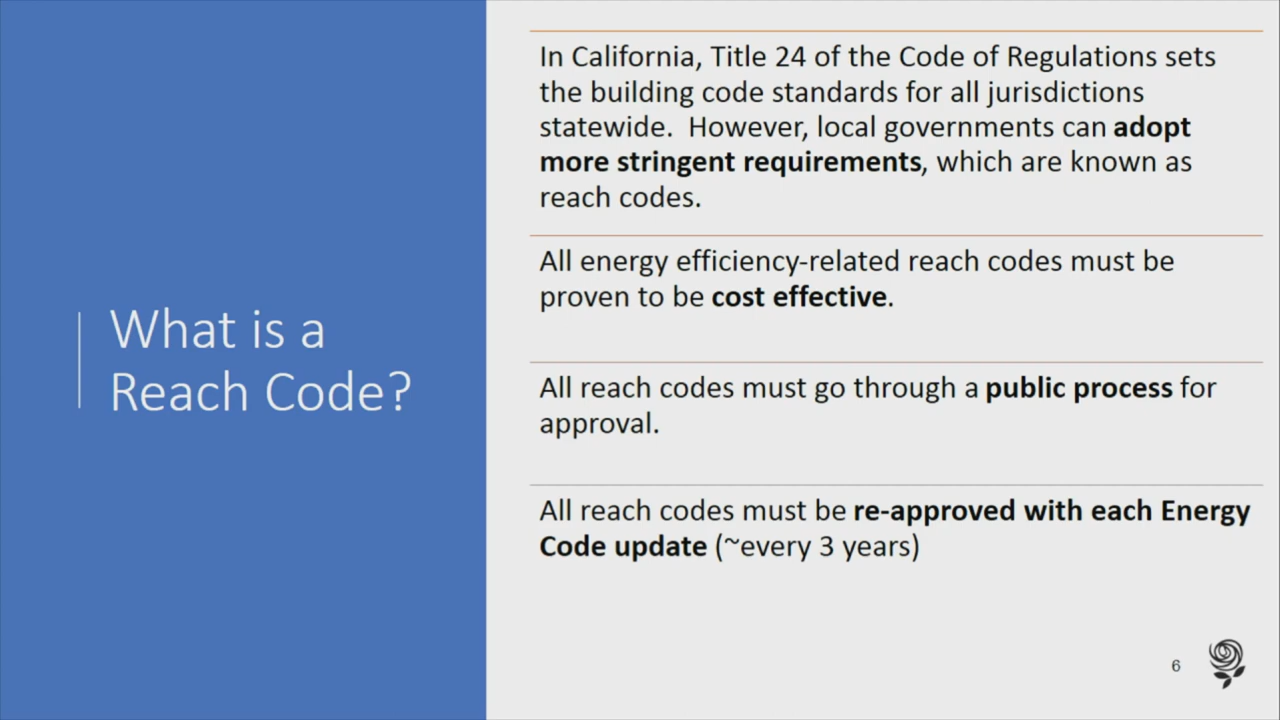 What is a
Reach Code?
In California, Title 24 of the Code of Regulations sets
the building code standards for all jurisdictions
statewide.  However, local governments can adopt
more stringent requirements, which are known as
reach codes.
All energy efficiency-related reach codes must be
proven to be cost effective.
All reach codes must go through a public process for
approval.
All reach codes must be re-approved with each Energy
Code update (~every 3 years)
6